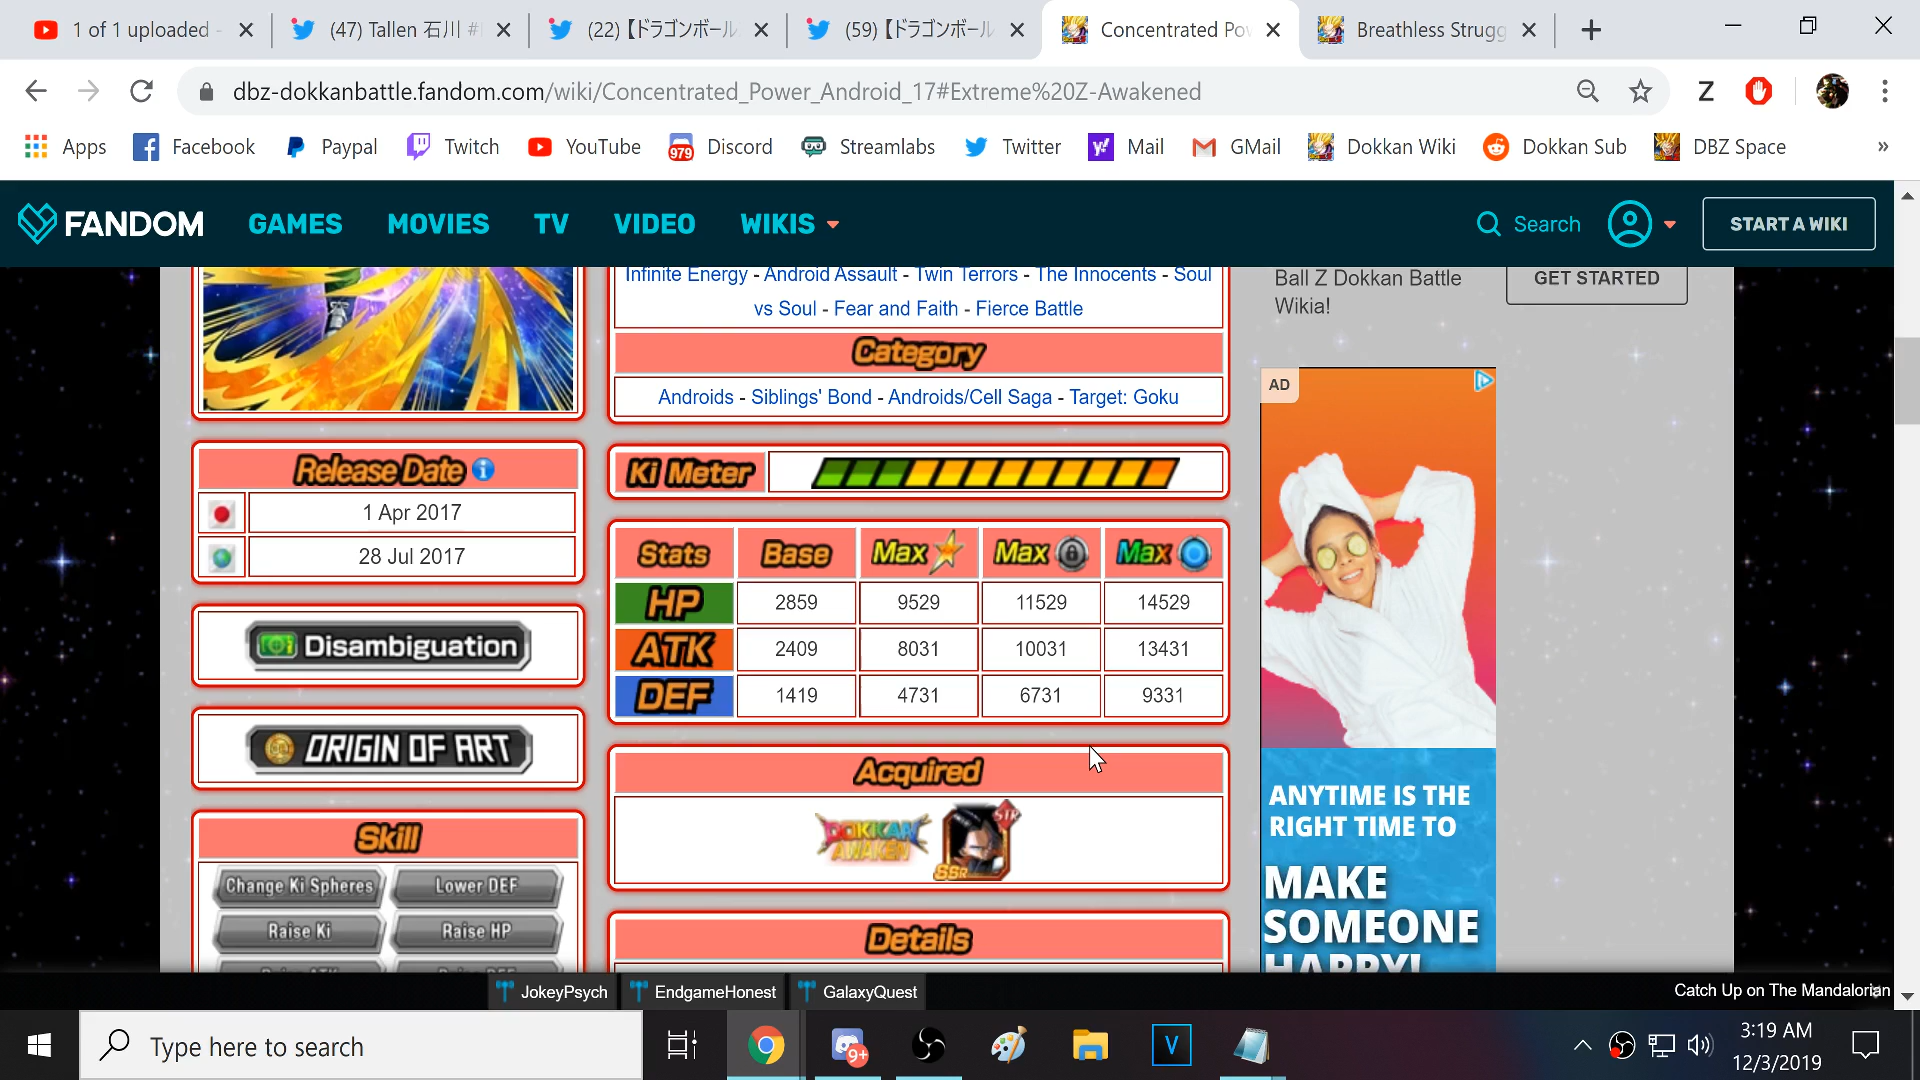 1 of 1 uploaded
(47) Tallen 石川 #
(22)【ドラゴンボール
(59)【ドラゴンボール
Concentrated Po
Breathless Strugg
dbz-dokkanbattle.fandom.com/wiki/Concentrated_Power_Android_17#Extreme%20Z-Awakened
Z
Apps Facebook Paypal Twitch YouTube 979 Discord Streamlabs Twitter Mail GMail Dokkan Wiki Dokkan Sub DBZ Space »
FANDOM GAMES MOVIES TV VIDEO WIKIS Search START A WIKI
Infinite Energy - Android Assault - Twin Terrors - The Innocents - Soul
vs Soul - Fear and Faith - Fierce Battle
Ball Z Dokkan Battle
Wikia!
GET STARTED
Category
Androids - Siblings' Bond - Androids/Cell Saga - Target: Goku
Release Date
1 Apr 2017
28 Jul 2017
Disambiguation
ORIGIN OF ART
Skill
Change Ki Spheres Lower DEF
Raise Ki Raise HP
Ki Meter
Stats Base Max Max Max
HP 2859 9529 11529 14529
ATK 2409 8031 10031 13431
DEF 1419 4731 6731 9331
Acquired
DOKKAN
AWAKEN
STR
SSR
Details
AD
ANYTIME IS THE
RIGHT TIME TO
MAKE
SOMEONE
HAPPY!
JokeyPsych EndgameHonest GalaxyQuest
Catch Up on The Mandalorian
Type here to search
9+
V
3:19 AM
12/3/2019